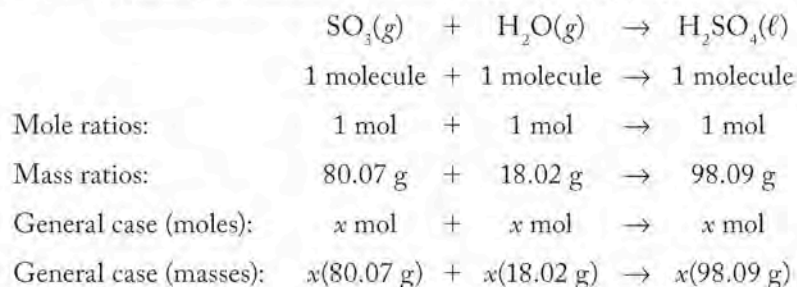 SO₃(g) + H₂O(g) → H₂SO₄(ℓ)
1 molecule + 1 molecule → 1 molecule
Mole ratios: 1 mol + 1 mol → 1 mol
Mass ratios: 80.07 g + 18.02 g → 98.09 g
General case (moles): x mol + x mol → x mol
General case (masses): x(80.07 g) + x(18.02 g) → x(98.09 g)